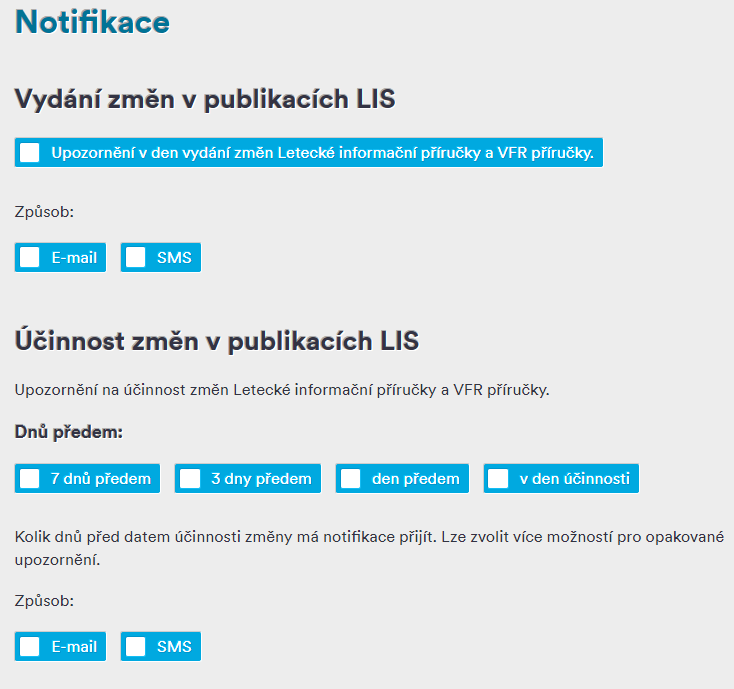 Notifikace
Vydání změn v publikacích LIS
Upozornění v den vydání změn Letecké informační příručky a VFR příručky.
Způsob:
E-mail SMS
Účinnost změn v publikacích LIS
Upozornění na účinnost změn Letecké informační příručky a VFR příručky.
Dnů předem:
7 dnů předem 3 dny předem den předem v den účinnosti
Kolik dnů před datem účinnosti změny má notifikace přijít. Lze zvolit více možností pro opakované
upozornění.
Způsob:
E-mail SMS